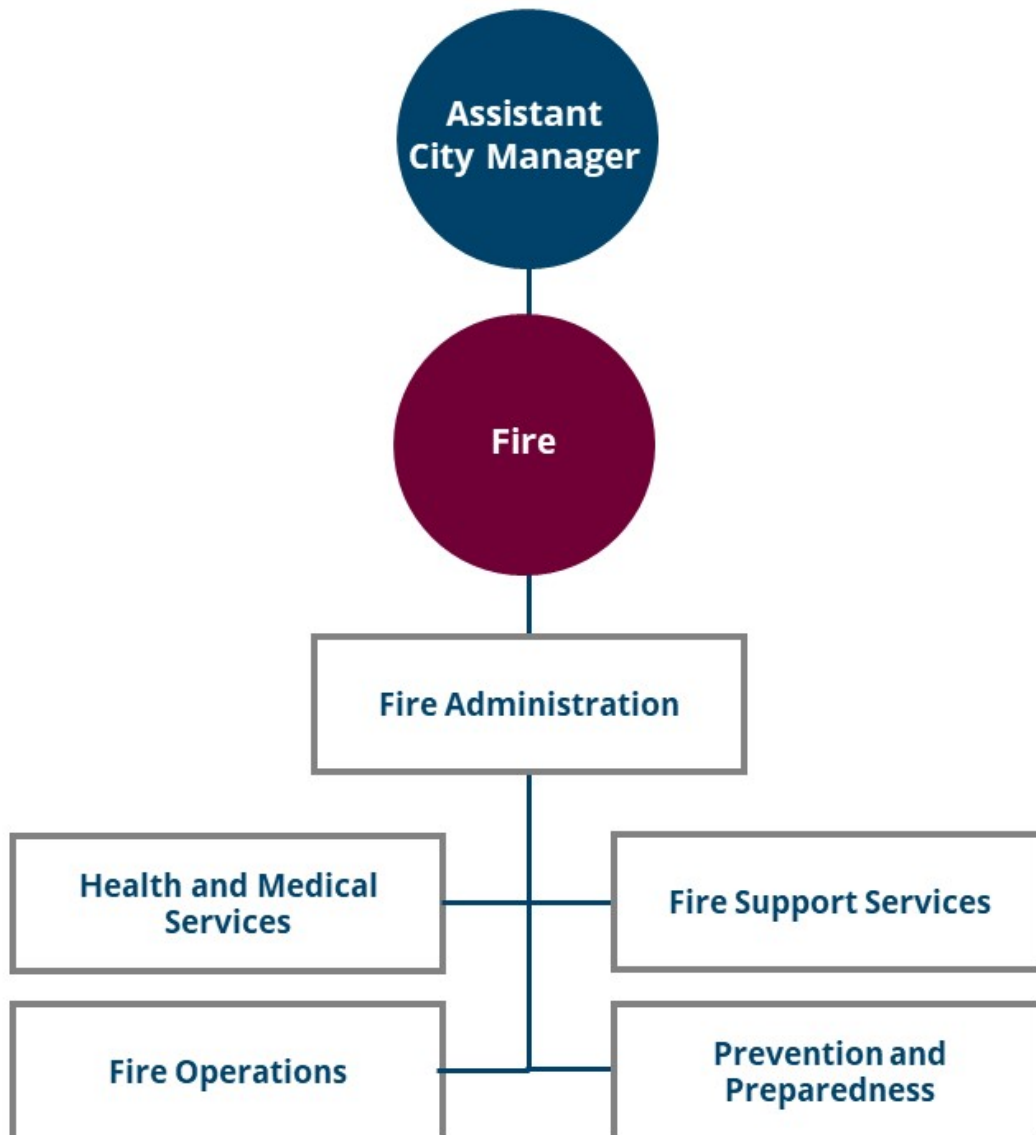 Assistant
City Manager
Fire
Fire Administration
Health and Medical
Services
Fire Support Services
Fire Operations
Prevention and
Preparedness